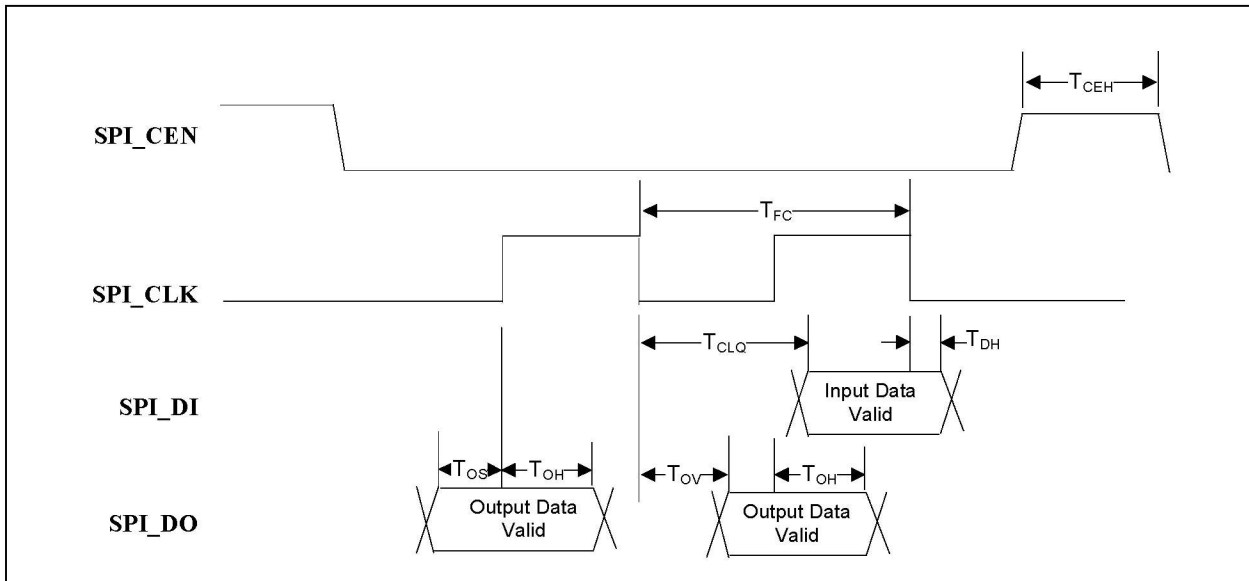 T_CEH
SPI_CEN
T_FC
SPI_CLK
T_CLQ
T_DH
SPI_DI
Input Data
Valid
T_OS
T_OH
T_OV
T_OH
SPI_DO
Output Data
Valid
Output Data
Valid